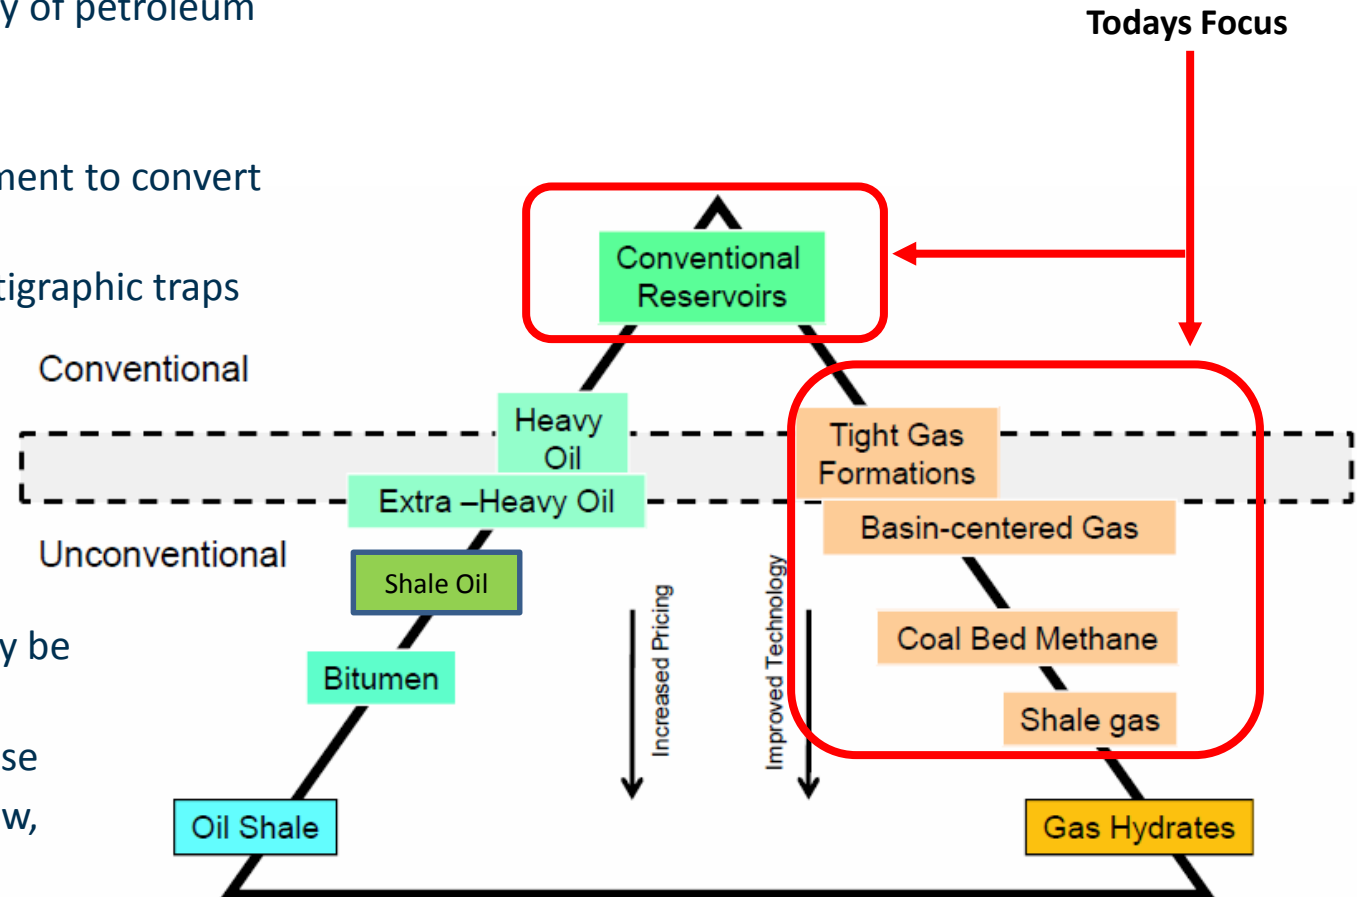 y of petroleum
Todays Focus
ment to convert
tigraphic traps
Conventional
Reservoirs
Conventional
Heavy
Oil
Tight Gas
Formations
Extra –Heavy Oil
Basin-centered Gas
Unconventional
Shale Oil
Increased Pricing
Improved Technology
Coal Bed Methane
y be
Bitumen
Shale gas
se
w,
Oil Shale
Gas Hydrates